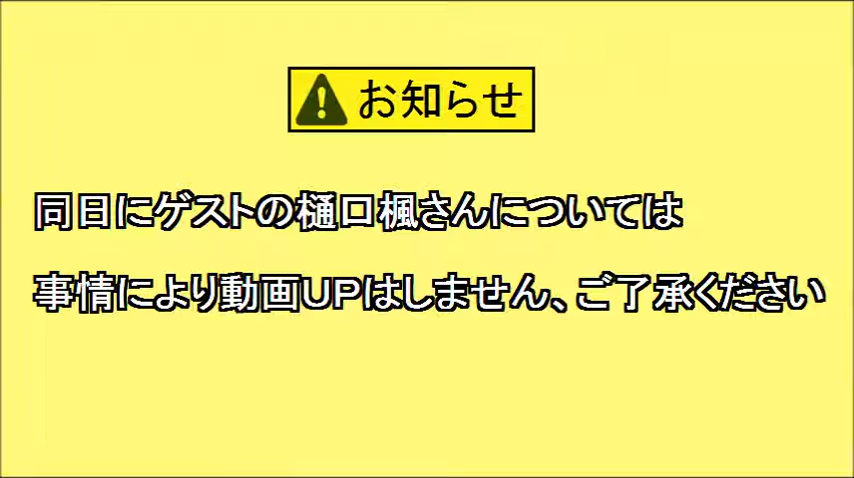 お知らせ
同日にゲストの樋口楓さんについては
事情により動画UPはしません、ご了承ください